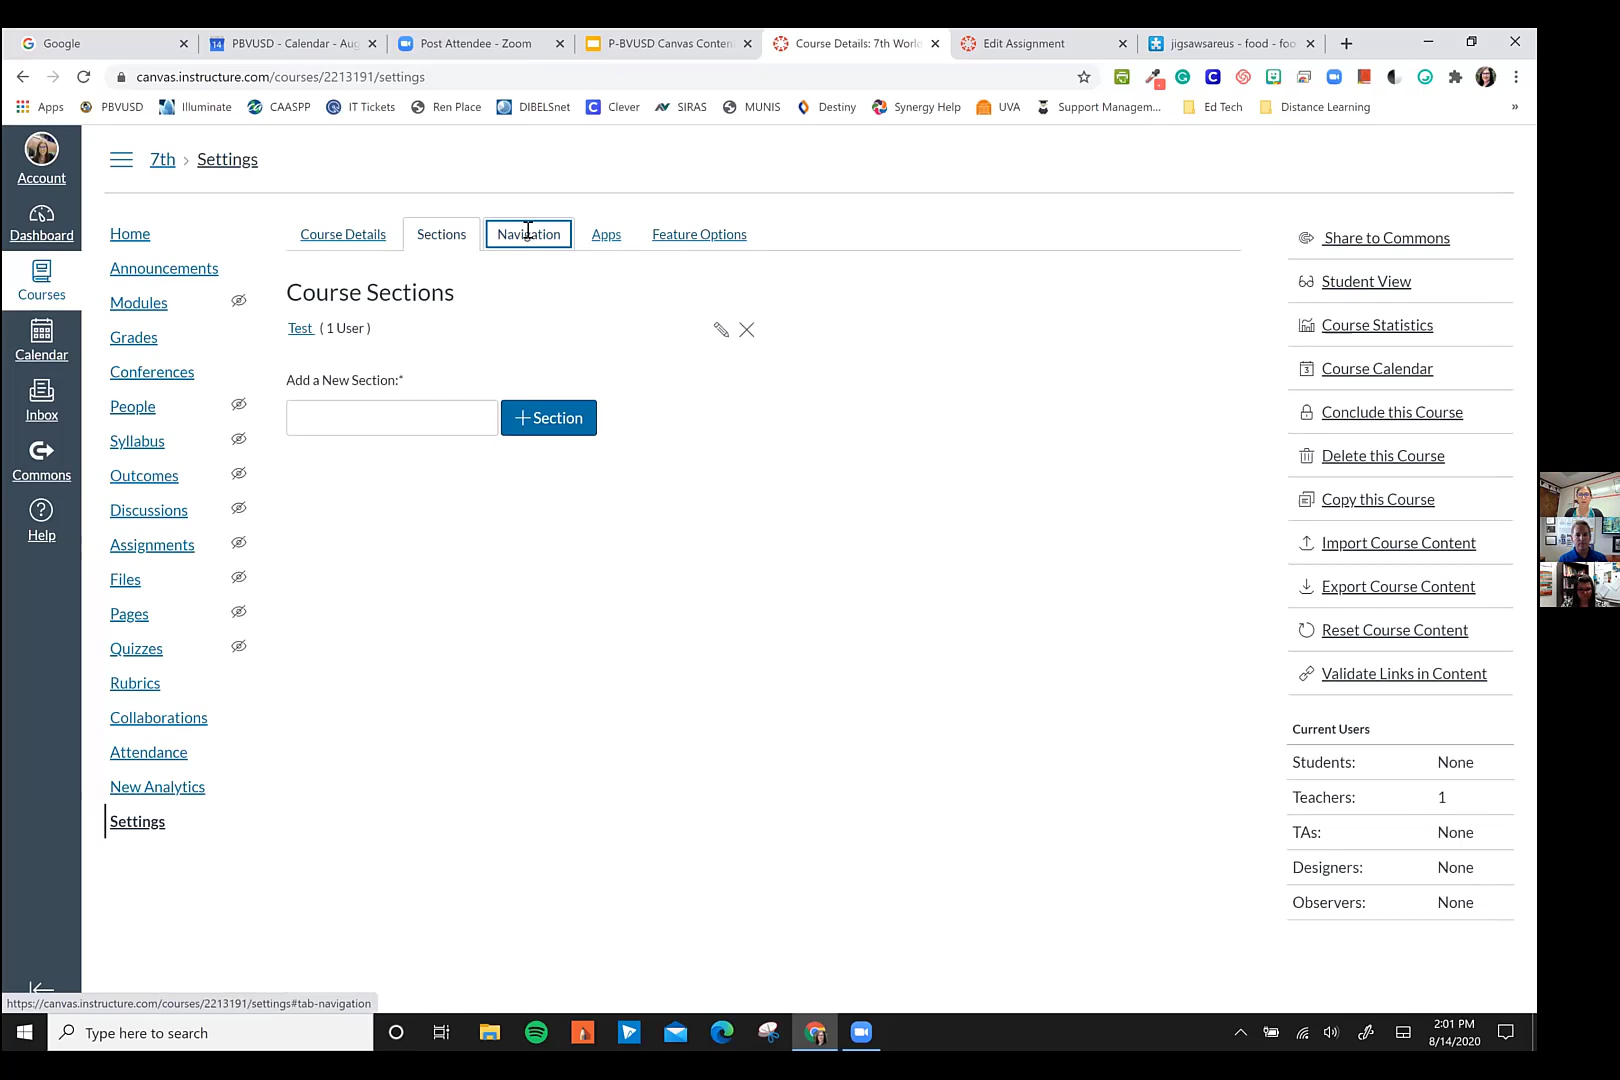 Google
PBVUSD - Calendar - Aug
Post Attendee - Zoom
P-BVUSD Canvas Conten
Course Details: 7th World
Edit Assignment
jigsawsareus - food - foo
canvas.instructure.com/courses/2213191/settings
Apps
PBVUSD
Illuminate
CAASPP
IT Tickets
Ren Place
DIBELSnet
Clever
SIRAS
MUNIS
Destiny
Synergy Help
UVA
Support Managem...
Ed Tech
Distance Learning
»
Account
Dashboard
Courses
Calendar
Inbox
Commons
Help
7th › Settings
Home
Announcements
Modules
Grades
Conferences
People
Syllabus
Outcomes
Discussions
Assignments
Files
Pages
Quizzes
Rubrics
Collaborations
Attendance
New Analytics
Settings
Course Details
Sections
Navigation
Apps
Feature Options
Course Sections
Test ( 1 User )
Add a New Section:*
+Section
Share to Commons
Student View
Course Statistics
Course Calendar
Conclude this Course
Delete this Course
Copy this Course
Import Course Content
Export Course Content
Reset Course Content
Validate Links in Content
Current Users
Students: None
Teachers: 1
TAs: None
Designers: None
Observers: None
https://canvas.instructure.com/courses/2213191/settings#tab-navigation
Type here to search
2:01 PM
8/14/2020